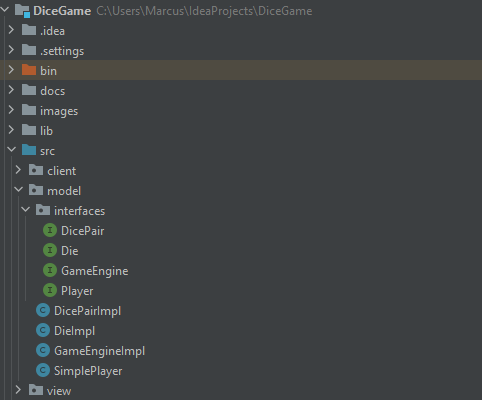 DiceGame C:\Users\Marcus\IdeaProjects\DiceGame
.idea
.settings
bin
docs
images
lib
src
client
model
interfaces
I DicePair
I Die
I GameEngine
I Player
C DicePairImpl
C DieImpl
C GameEngineImpl
C SimplePlayer
view